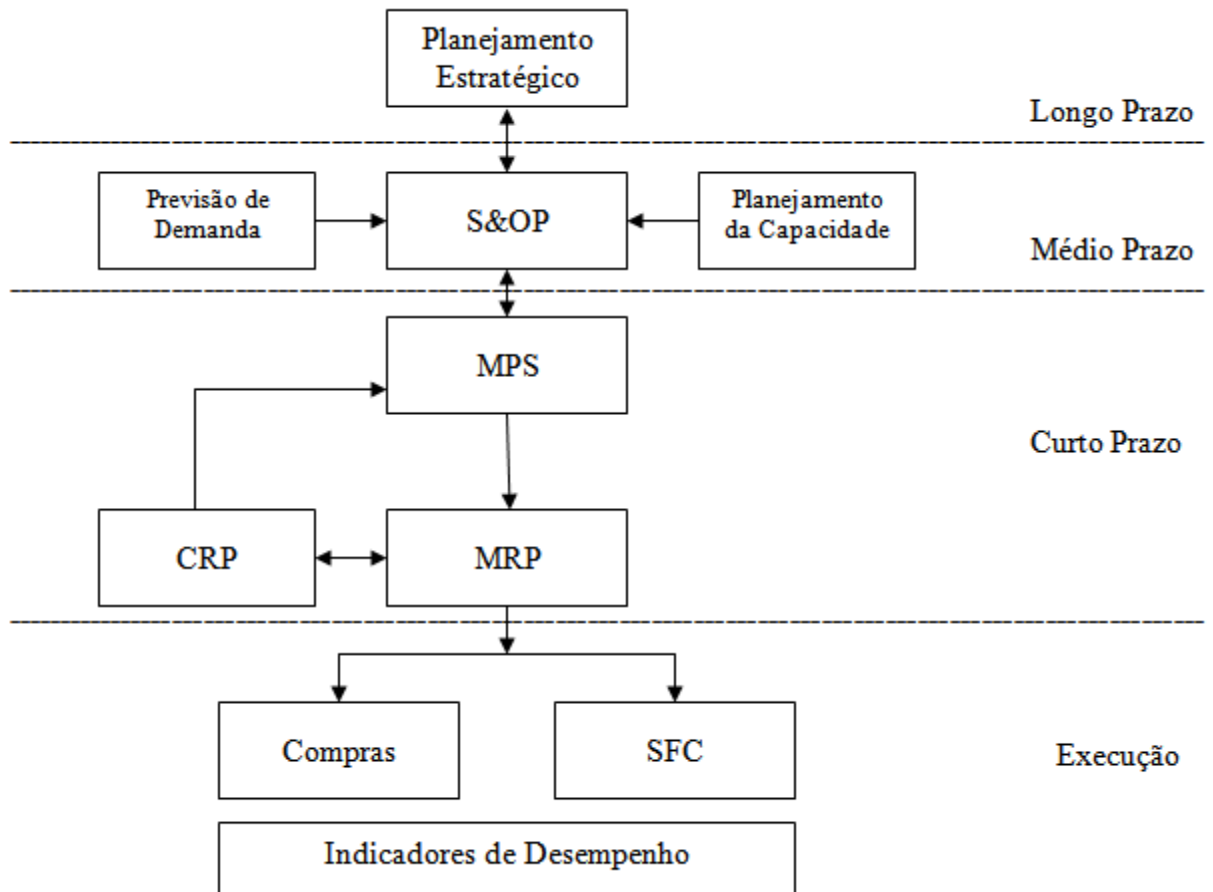 Planejamento
Estratégico
Longo Prazo
Previsão de
Demanda
S&OP
Planejamento
da Capacidade
Médio Prazo
MPS
Curto Prazo
CRP
MRP
Compras
SFC
Execução
Indicadores de Desempenho